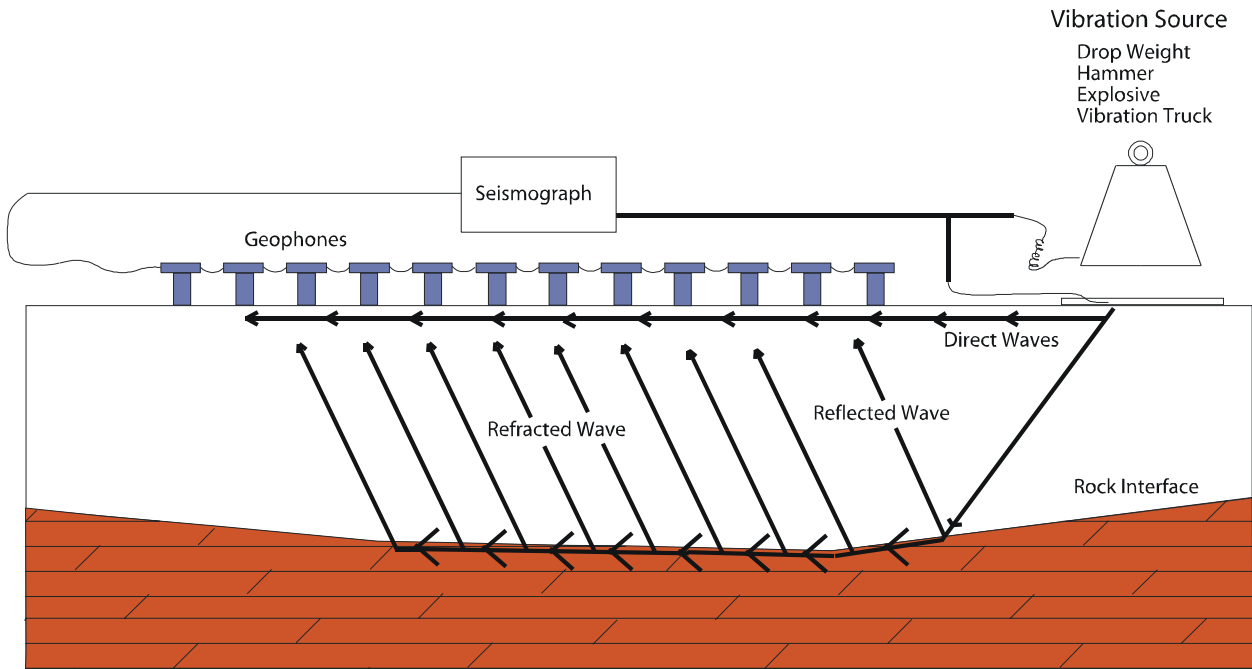 Vibration Source
Drop Weight
Hammer
Explosive
Vibration Truck
Seismograph
Geophones
Direct Waves
Reflected Wave
Refracted Wave
Rock Interface